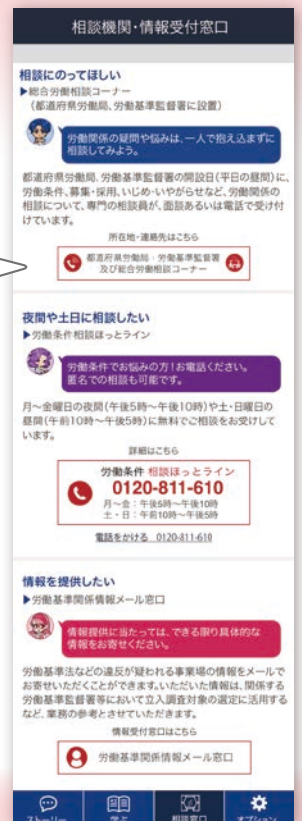 相談機関・情報受付窓口
相談にのってほしい
▶総合労働相談コーナー
（都道府県労働局、労働基準監督署に設置）
労働関係の疑問や悩みは、一人で抱え込まずに
相談してみよう。
都道府県労働局、労働基準監督署の開設日（平日の昼間）に、
労働条件、募集・採用、いじめ・いやがらせなど、労働関係の
相談について、専門の相談員が、面談あるいは電話で受け付
けています。
所在地・連絡先はこちら
都道府県労働局・労働基準監督署
及び総合労働相談コーナー
夜間や土日に相談したい
▶労働条件相談ほっとライン
労働条件でお悩みの方！お電話ください。
匿名での相談も可能です。
月～金曜日の夜間（午後5時～午後10時）や土・日曜日の
昼間（午前10時～午後5時）に無料でご相談をお受けして
います。
詳細はこちら
労働条件 相談ほっとライン
0120-811-610
月～金：午後5時～午後10時
土・日：午前10時～午後5時
電話をかける 0120-811-610
情報を提供したい
▶労働基準関係情報メール窓口
情報提供に当たっては、できる限り具体的な
情報をお寄せください。
労働基準法などの違反が疑われる事業場の情報をメールで
お寄せいただくことができます。いただいた情報は、関係する
労働基準監督署等において立入調査対象の選定に活用する
など、業務の参考とさせていただきます。
情報受付窓口はこちら
労働基準関係情報メール窓口
ストーリー 学ぶ 相談窓口 オプション